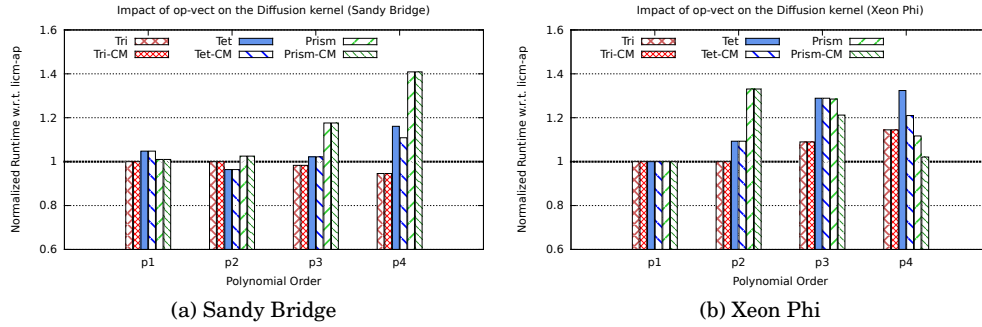 Impact of op-vect on the Diffusion kernel (Sandy Bridge)
Normalized Runtime w.r.t. licm-ap
1.6
1.4
1.2
1
0.8
0.6
Tri
Tri-CM
Tet
Tet-CM
Prism
Prism-CM
p1 p2 p3 p4
Polynomial Order
(a) Sandy Bridge
Impact of op-vect on the Diffusion kernel (Xeon Phi)
Normalized Runtime w.r.t. licm-ap
1.6
1.4
1.2
1
0.8
0.6
Tri
Tri-CM
Tet
Tet-CM
Prism
Prism-CM
p1 p2 p3 p4
Polynomial Order
(b) Xeon Phi